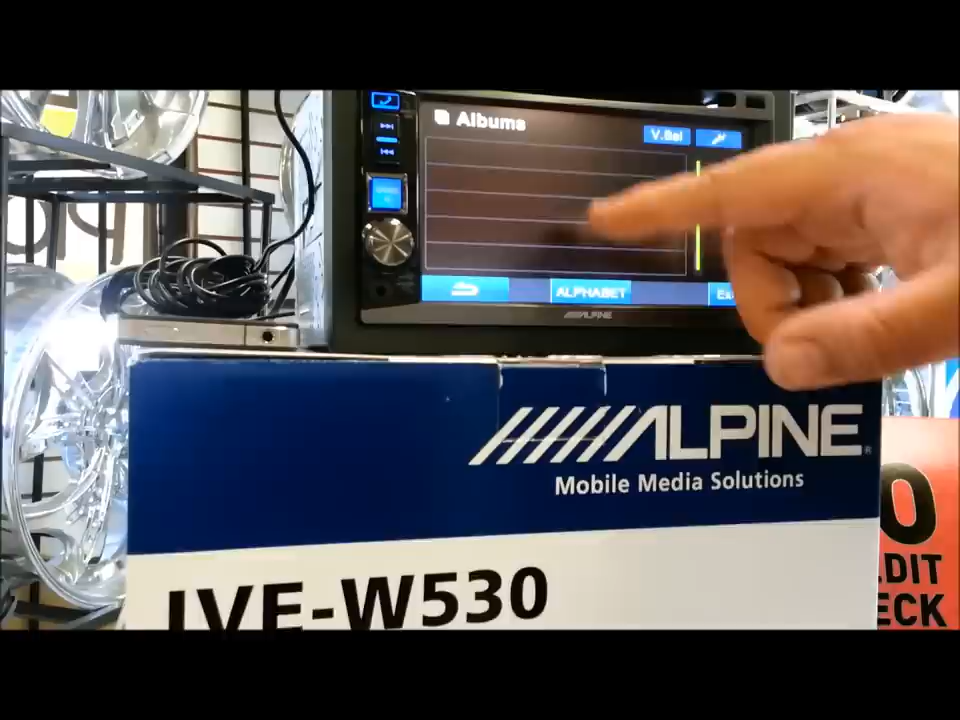 Albums
V.Sel
ALPHABET
ALPINE
ALPINE
Mobile Media Solutions
IVE-W530